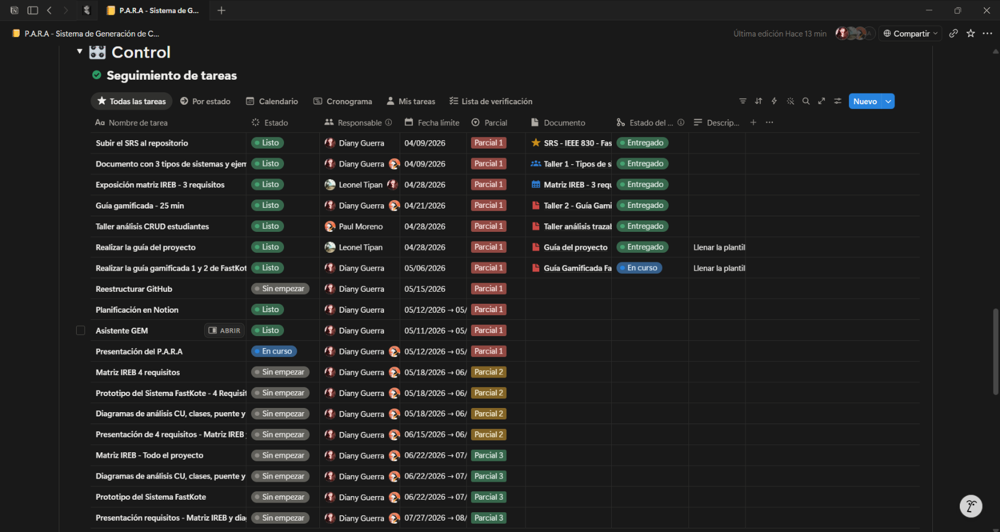 P.A.R.A - Sistema de G...
P.A.R.A - Sistema de Generación de C...
Última edición Hace 13 min
A
Compartir
Control
Seguimiento de tareas
Todas las tareas Por estado Calendario Cronograma Mis tareas Lista de verificación Nuevo
Aa Nombre de tarea Estado Responsable Fecha límite Parcial Documento Estado del ... Descrip...
Subir el SRS al repositorio Listo Diany Guerra 04/09/2026 Parcial 1 SRS - IEEE 830 - Fas Entregado
Documento con 3 tipos de sistemas y ejem Listo Diany Guerra 04/09/2026 Parcial 1 Taller 1 - Tipos de s Entregado
Exposición matriz IREB - 3 requisitos Listo Leonel Tipan 04/28/2026 Parcial 1 Matriz IREB - 3 requ Entregado
Guía gamificada - 25 min Listo Diany Guerra 04/21/2026 Parcial 1 Taller 2 - Guía Gami Entregado
Taller análisis CRUD estudiantes Listo Paul Moreno 04/28/2026 Parcial 1 Taller análisis trazal Entregado
Realizar la guía del proyecto Listo Leonel Tipan 04/28/2026 Parcial 1 Guía del proyecto Entregado Llenar la plantil
Realizar la guía gamificada 1 y 2 de FastKot Listo Diany Guerra 05/06/2026 Parcial 1 Guía Gamificada Fa En curso Llenar la plantil
Reestructurar GitHub Sin empezar Diany Guerra 05/15/2026 Parcial 1
Planificación en Notion Listo Diany Guerra 05/12/2026 → 05/ Parcial 1
Asistente GEM ABRIR Listo Diany Guerra 05/11/2026 → 05/ Parcial 1
Presentación del P.A.R.A En curso Diany Guerra 05/12/2026 → 05/ Parcial 1
Matriz IREB 4 requisitos Sin empezar Diany Guerra 05/18/2026 → 06/ Parcial 2
Prototipo del Sistema FastKote - 4 Requisit Sin empezar Diany Guerra 05/18/2026 → 06/ Parcial 2
Diagramas de análisis CU, clases, puente y Sin empezar Diany Guerra 05/18/2026 → 06/ Parcial 2
Presentación de 4 requisitos - Matriz IREB y Sin empezar Diany Guerra 06/15/2026 → 06/ Parcial 2
Matriz IREB - Todo el proyecto Sin empezar Diany Guerra 06/22/2026 → 07/ Parcial 3
Diagramas de análisis CU, clases, puente y Sin empezar Diany Guerra 06/22/2026 → 07/ Parcial 3
Prototipo del Sistema FastKote Sin empezar Diany Guerra 06/22/2026 → 07/ Parcial 3
Presentación requisitos - Matriz IREB y dia Sin empezar Diany Guerra 07/27/2026 → 08/ Parcial 3